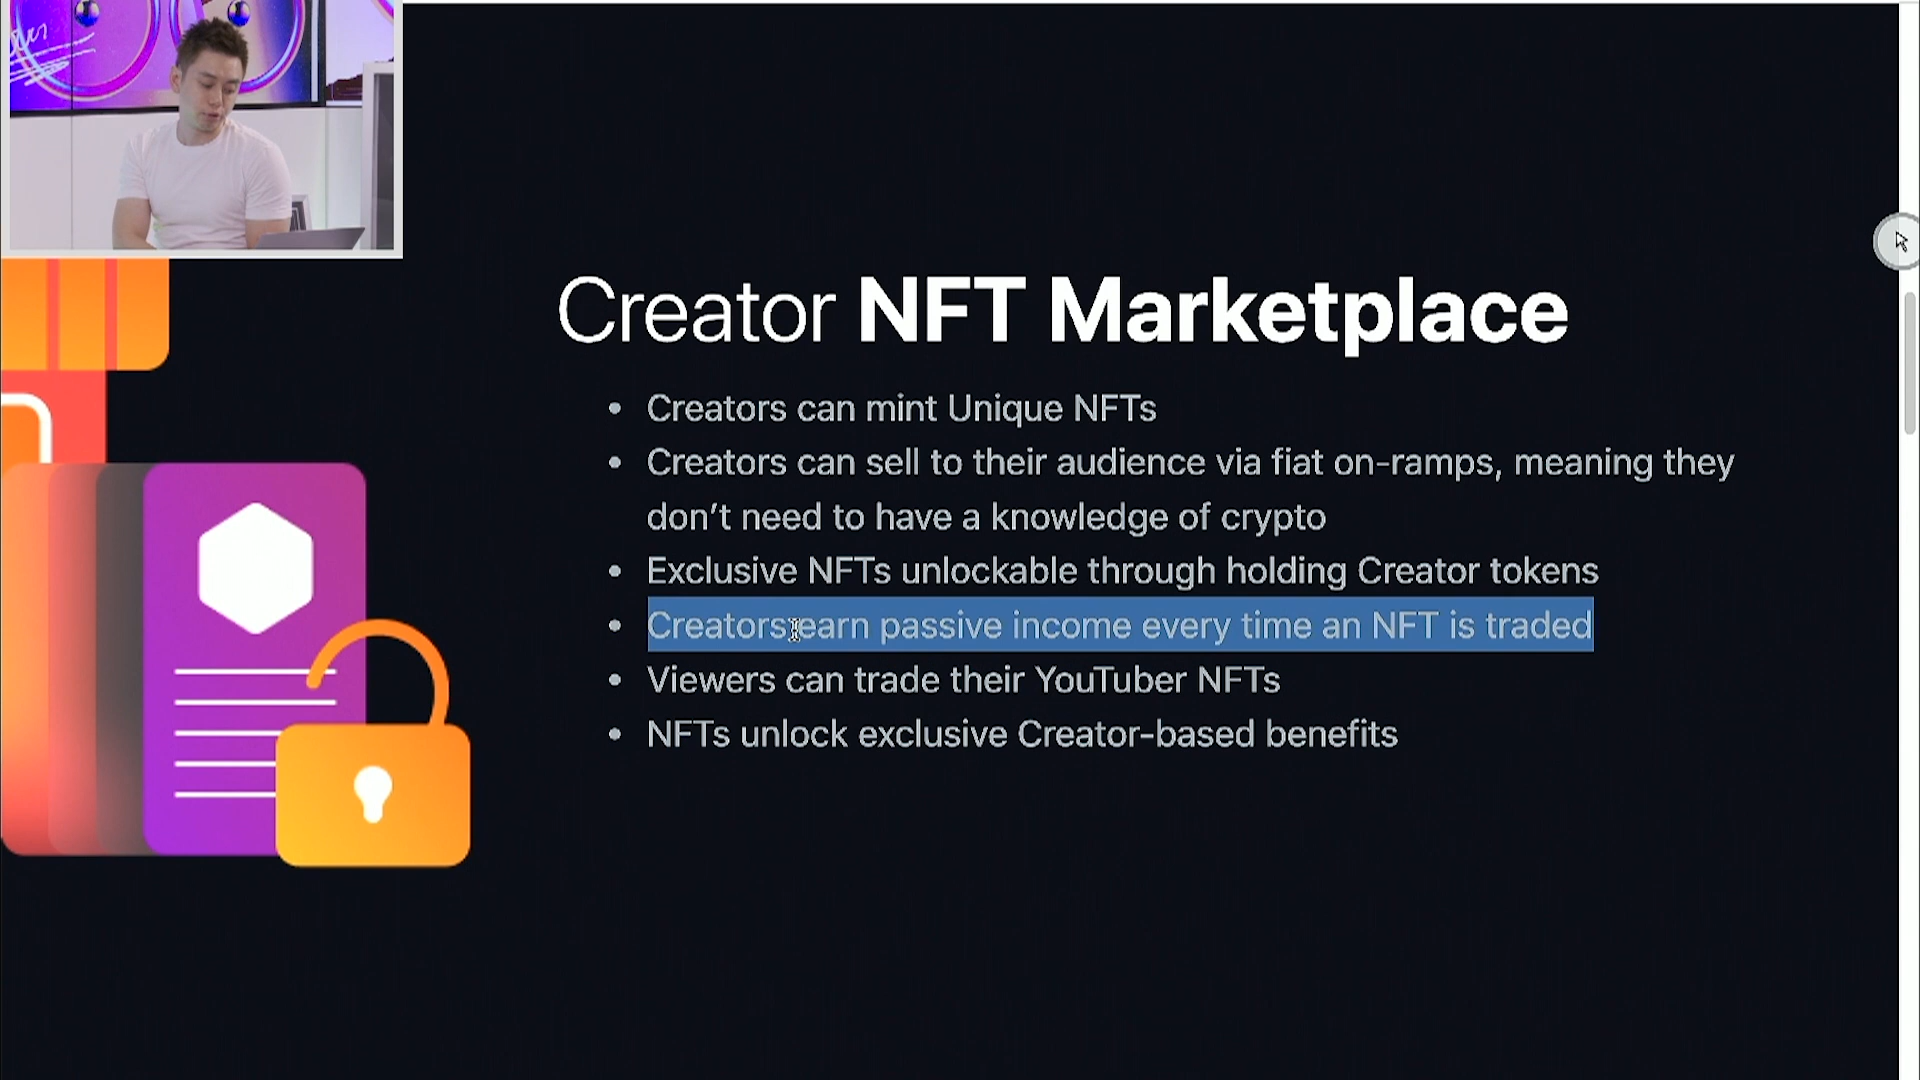 Creator NFT Marketplace
• Creators can mint Unique NFTs
• Creators can sell to their audience via fiat on-ramps, meaning they
don’t need to have a knowledge of crypto
• Exclusive NFTs unlockable through holding Creator tokens
• Creators earn passive income every time an NFT is traded
• Viewers can trade their YouTuber NFTs
• NFTs unlock exclusive Creator-based benefits